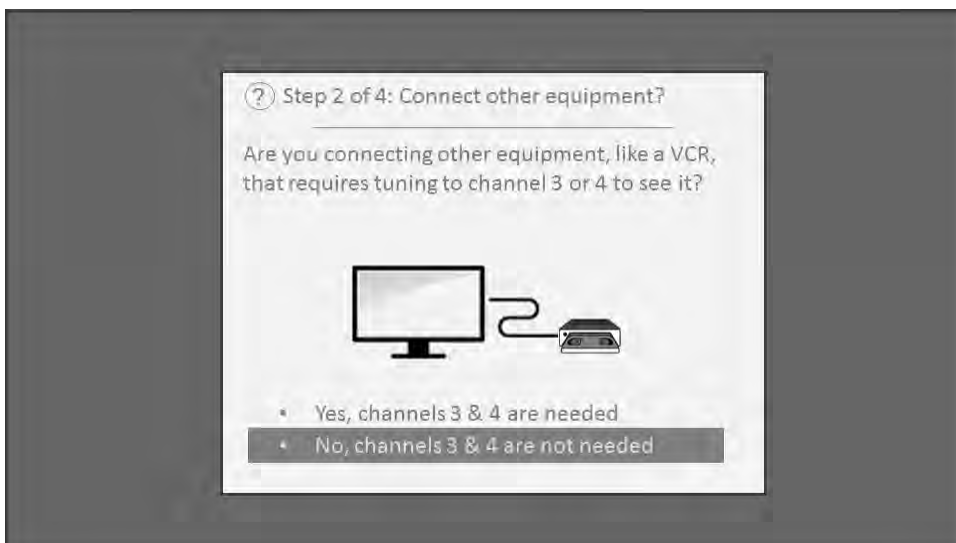 ? Step 2 of 4: Connect other equipment?
Are you connecting other equipment, like a VCR,
that requires tuning to channel 3 or 4 to see it?
• Yes, channels 3 & 4 are needed
• No, channels 3 & 4 are not needed